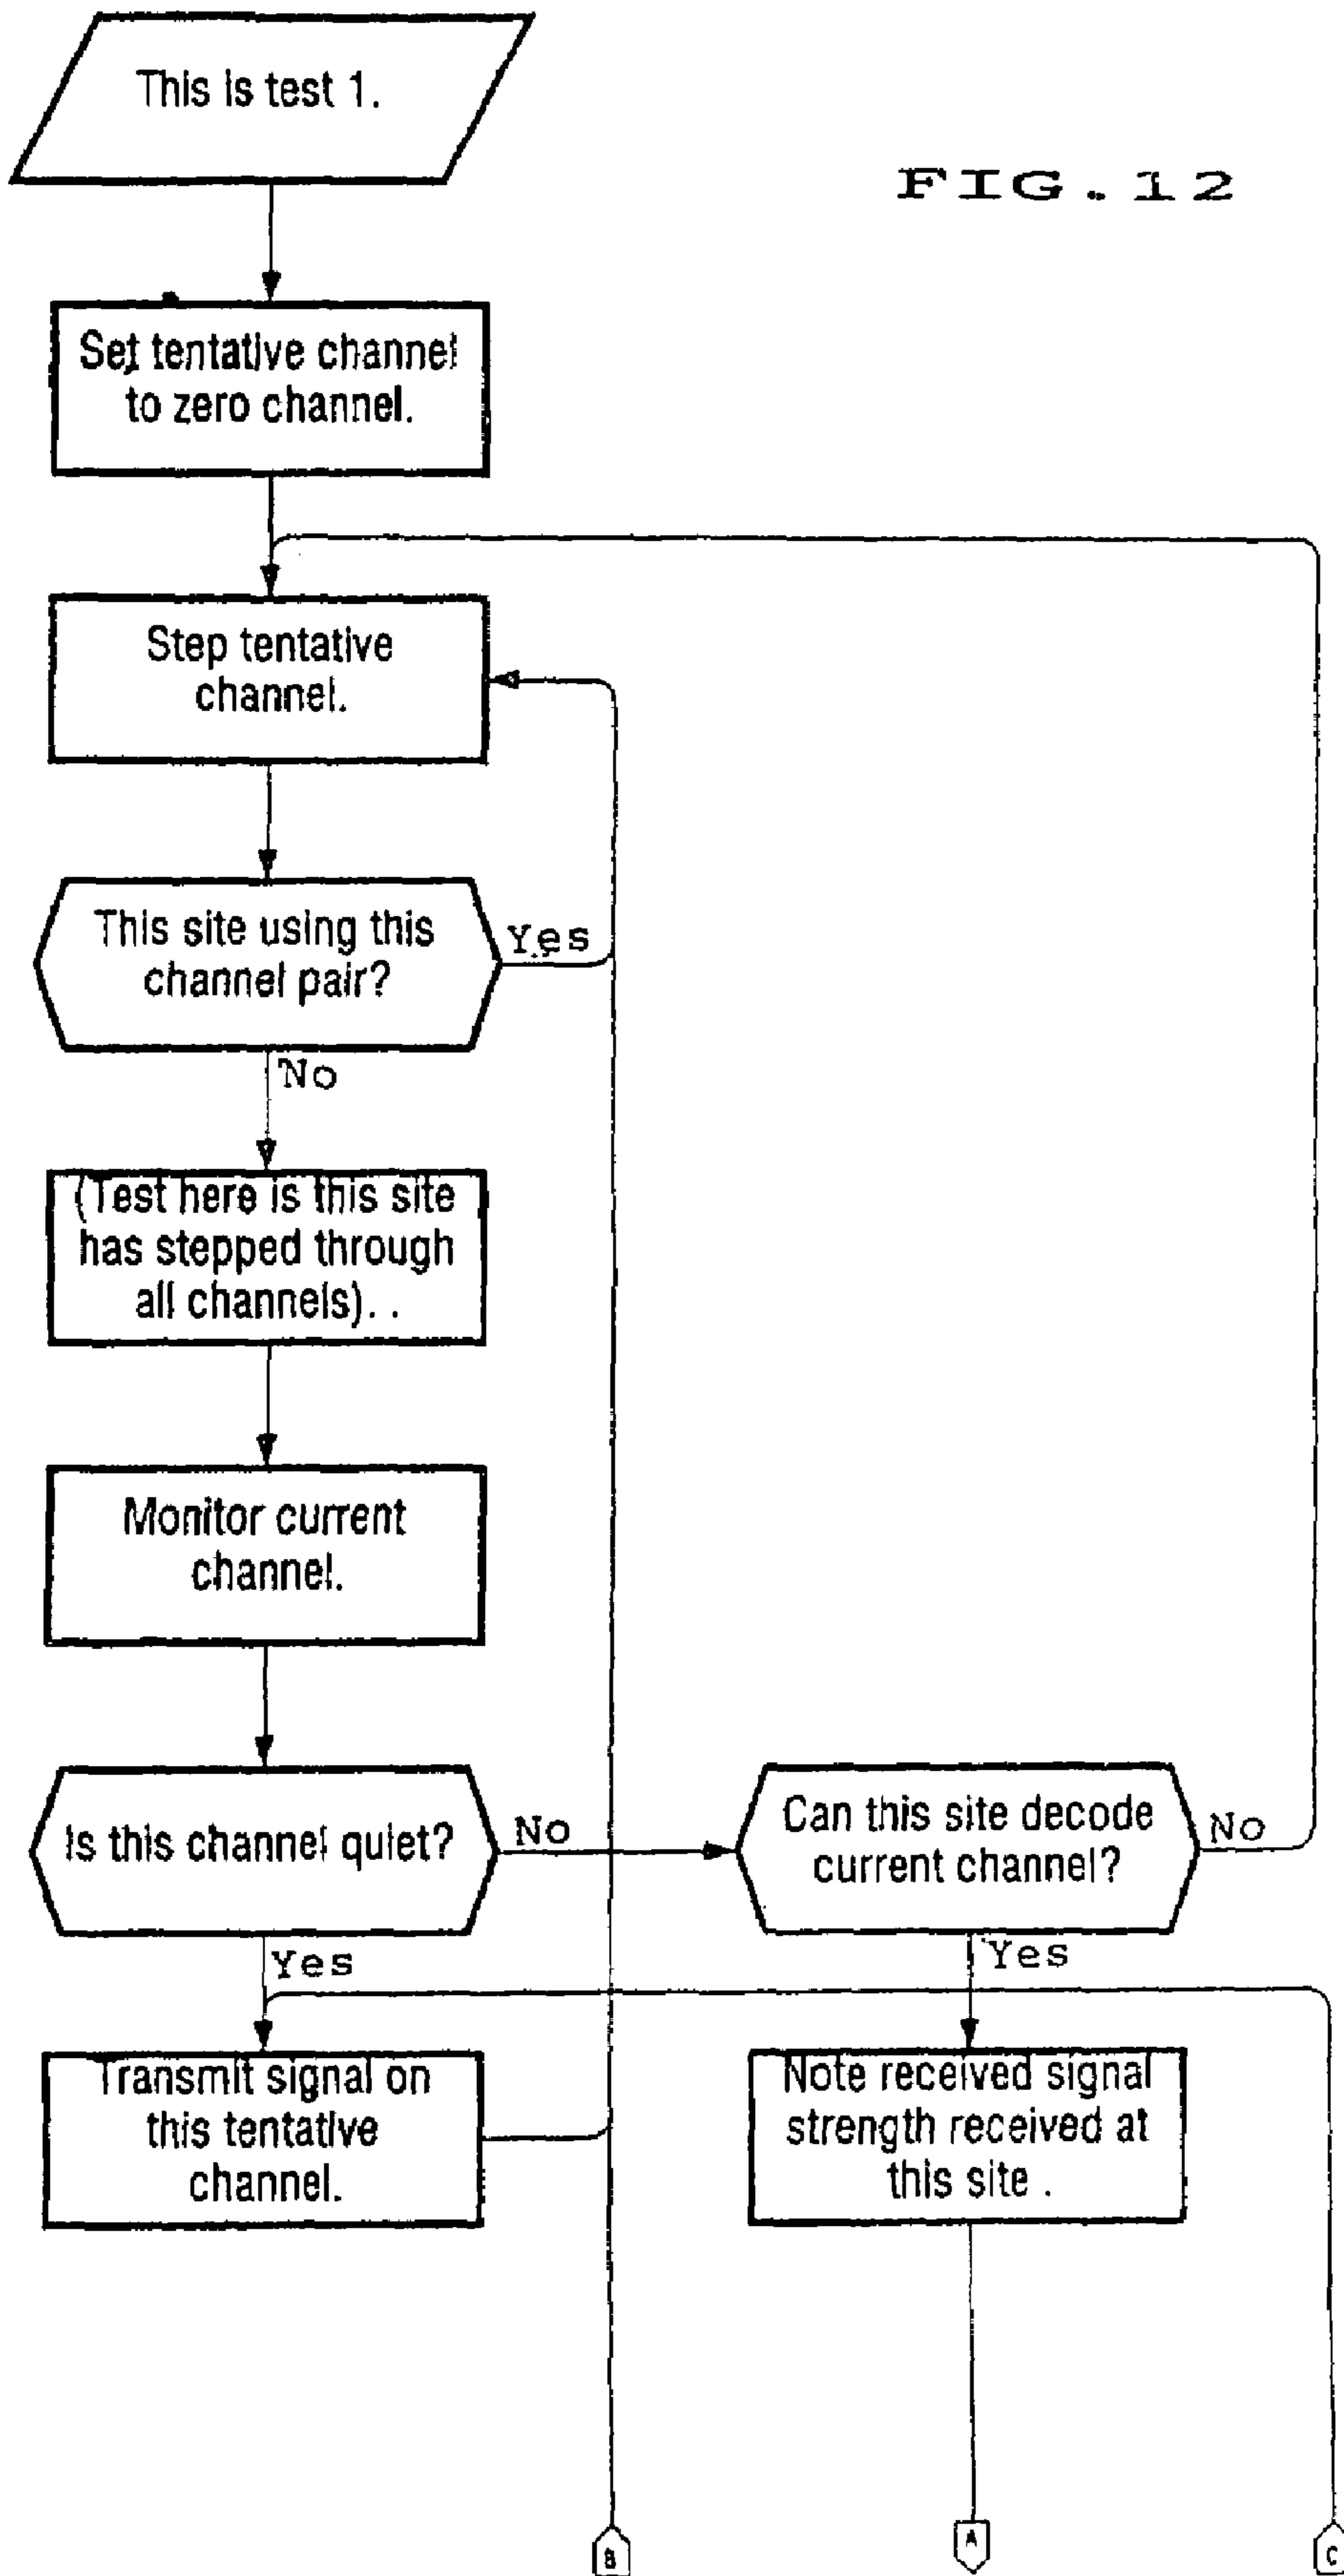 This is test 1.
FIG. 12
Set tentative channel
to zero channel.
Step tentative
channel.
This site using this
channel pair?
Yes
No
(Test here is this site
has stepped through
all channels). .
Monitor current
channel.
Is this channel quiet?
No
Can this site decode
current channel?
No
Yes
Yes
Transmit signal on
this tentative
channel.
Note received signal
strength received at
this site .
B
A
C